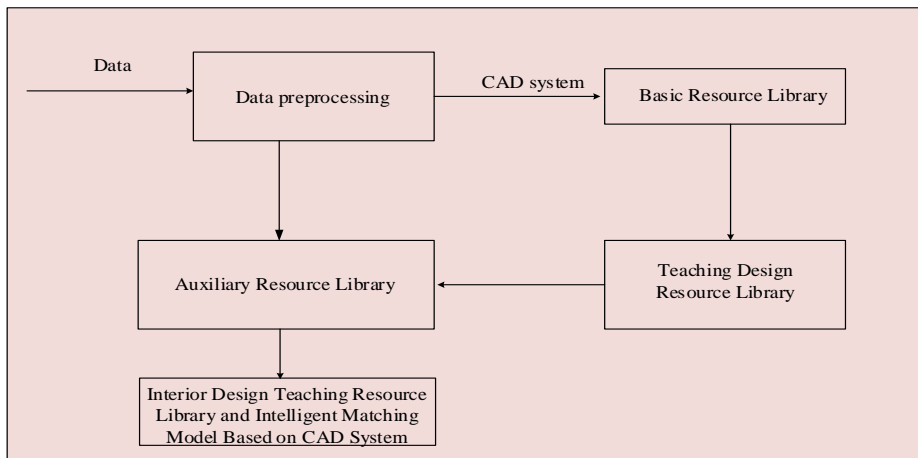 Data
Data preprocessing
CAD system
Basic Resource Library
Auxiliary Resource Library
Teaching Design
Resource Library
Interior Design Teaching Resource
Library and Intelligent Matching
Model Based on CAD System